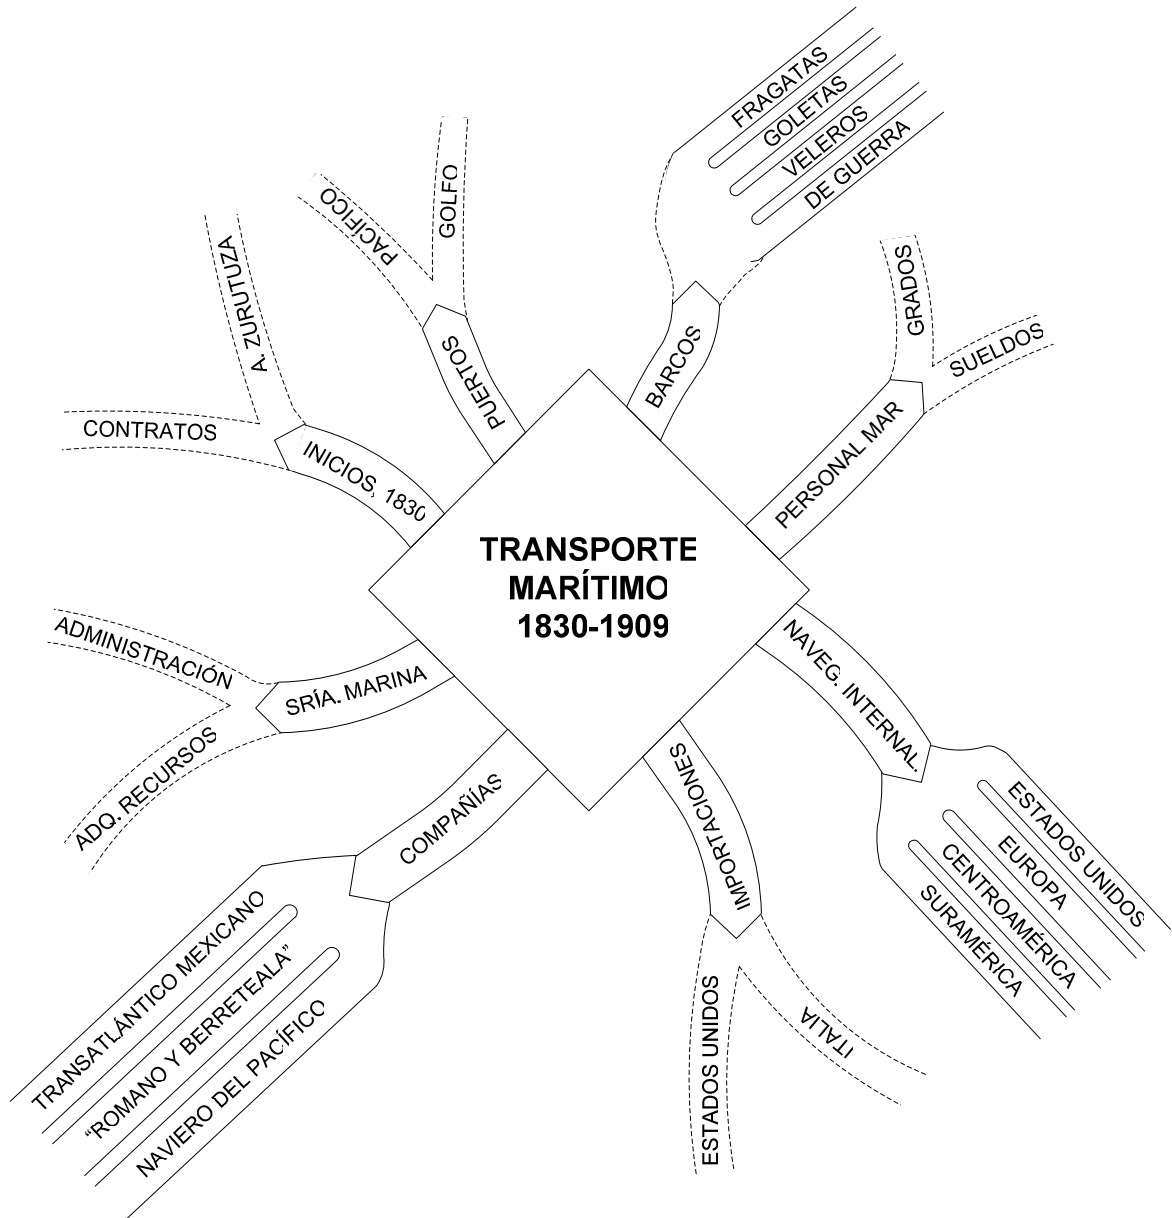 TRANSPORTE
MARÍTIMO
1830-1909
BARCOS
FRAGATAS
GOLETAS
VELEROS
DE GUERRA
PERSONAL MAR
GRADOS
SUELDOS
NAVEG. INTERNAL.
ESTADOS UNIDOS
EUROPA
CENTROAMÉRICA
SURAMÉRICA
IMPORTACIONES
ITALIA
ESTADOS UNIDOS
COMPAÑÍAS
TRANSATLÁNTICO MEXICANO
“ROMANO Y BERRETEALA”
NAVIERO DEL PACÍFICO
SRÍA. MARINA
ADMINISTRACIÓN
ADQ. RECURSOS
INICIOS, 1830
CONTRATOS
A. ZURUTUZA
PUERTOS
PACÍFICO
GOLFO